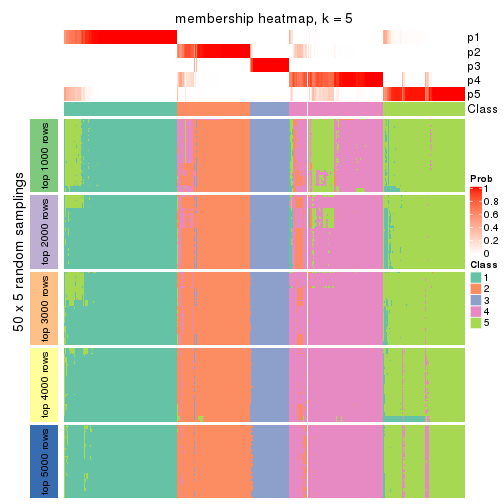 membership heatmap, k = 5
p1
p2
p3
p4
p5
Class
50 x 5 random samplings
top 1000 rows
top 2000 rows
top 3000 rows
top 4000 rows
top 5000 rows
Prob
1
0.8
0.6
0.4
0.2
0
Class
1
2
3
4
5